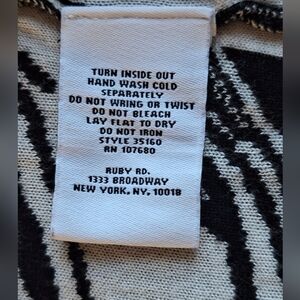 TURN INSIDE OUT
HAND WASH COLD
SEPARATELY
DO NOT WRING OR TWIST
DO NOT BLEACH
LAY FLAT TO DRY
DO NOT IRON
STYLE 35160
RN 107680
RUBY RD.
1333 BROADWAY
NEW YORK, NY, 10018